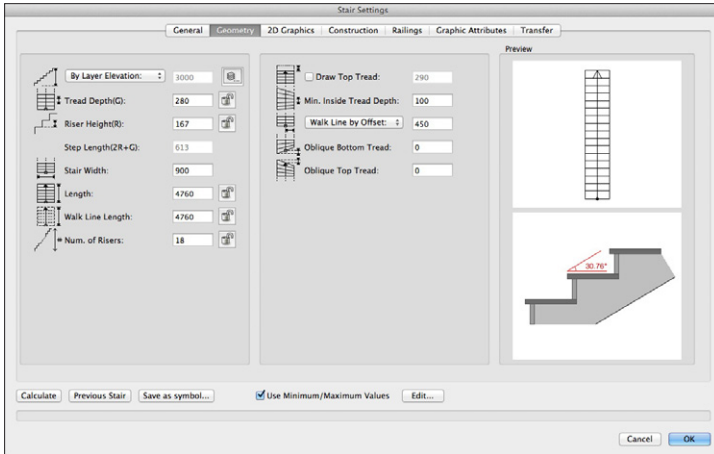 Stair Settings
General Geometry 2D Graphics Construction Railings Graphic Attributes Transfer
By Layer Elevation: 3000
Tread Depth(G): 280
Riser Height(R): 167
Step Length(2R+G): 613
Stair Width: 900
Length: 4760
Walk Line Length: 4760
Num. of Risers: 18
Draw Top Tread: 290
Min. Inside Tread Depth: 100
Walk Line by Offset: 450
Oblique Bottom Tread: 0
Oblique Top Tread: 0
Preview
30.76°
Calculate Previous Stair Save as symbol... Use Minimum/Maximum Values Edit...
Cancel OK